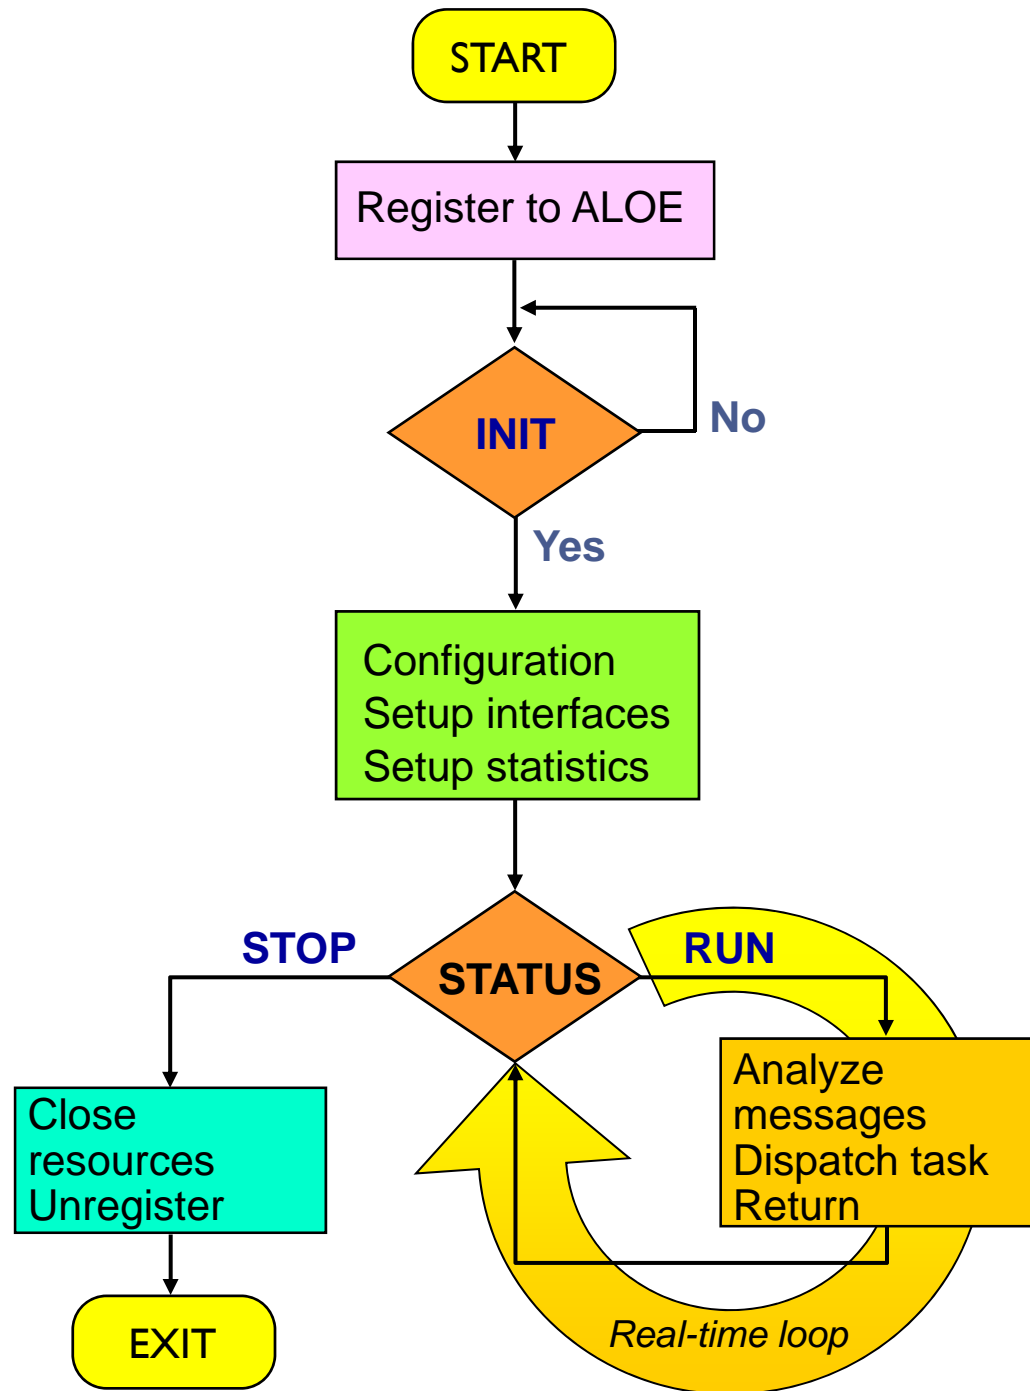 START
Register to ALOE
INIT
No
Yes
Configuration
Setup interfaces
Setup statistics
STOP
STATUS
RUN
Close
resources
Unregister
Analyze
messages
Dispatch task
Return
EXIT
Real-time loop